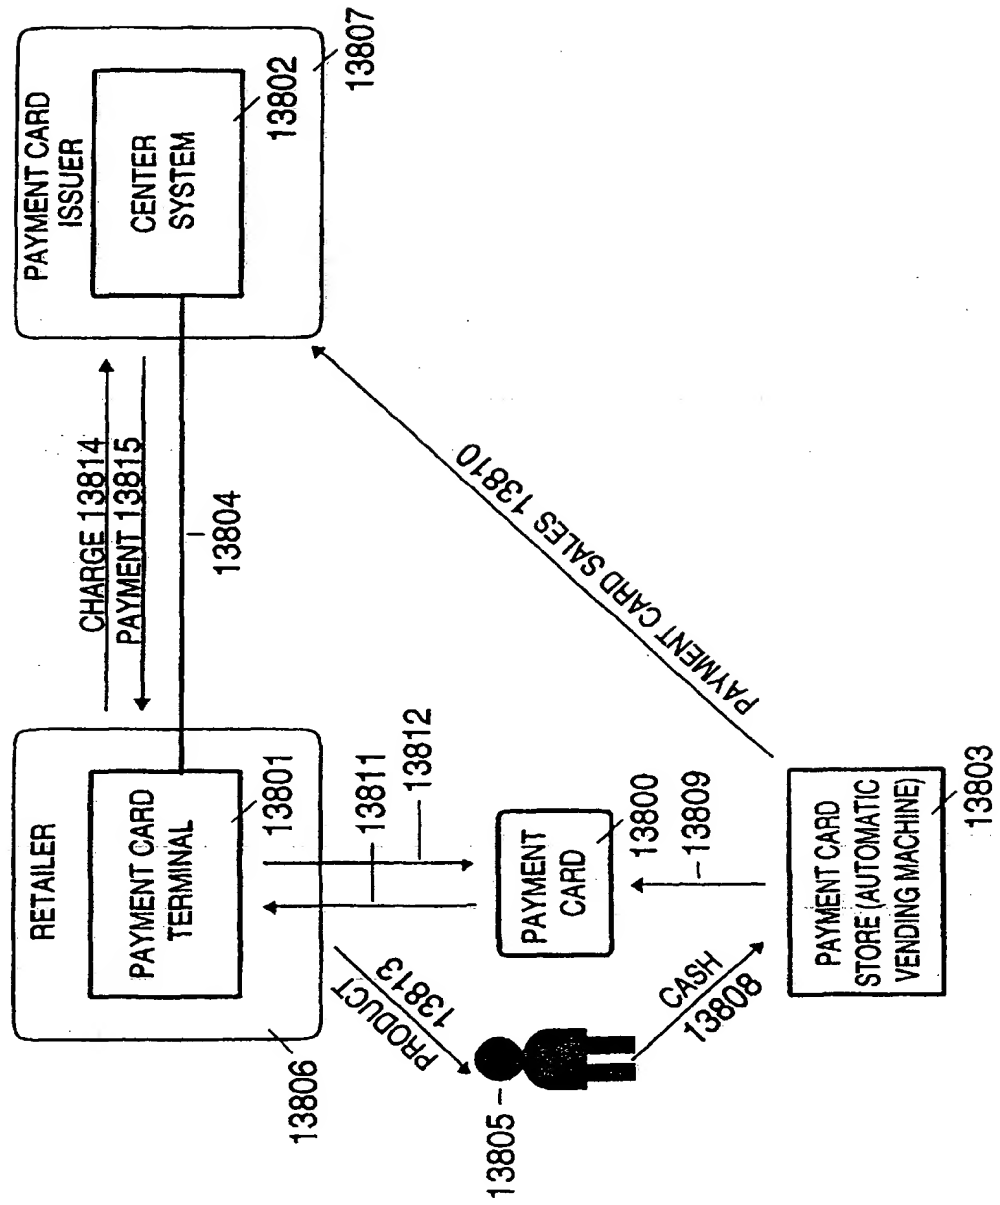 RETAILER
PAYMENT CARD
TERMINAL
13801
13806
CHARGE 13814
PAYMENT 13815
13804
PAYMENT CARD
ISSUER
CENTER
SYSTEM
13802
13807
13811
13812
PRODUCT
13813
13805
PAYMENT
CARD
13800
CASH
13808
13809
PAYMENT CARD SALES 13810
PAYMENT CARD
STORE (AUTOMATIC
VENDING MACHINE)
13803